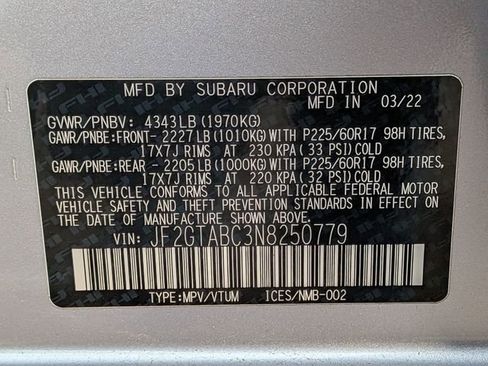 MFD BY SUBARU CORPORATION
MFD IN 03/22
GVWR/PNBV: 4343LB (1970KG)
GAWR/PNBE:FRONT- 2227LB (1010KG) WITH P225/60R17 98H TIRES,
17X7J RIMS AT 230 KPA ( 33 PSI) COLD
GAWR/PNBE:REAR - 2205LB (1000KG) WITH P225/60R17 98H TIRES,
17X7J RIMS AT 220 KPA ( 32 PSI) COLD
THIS VEHICLE CONFORMS TO ALL APPLICABLE FEDERAL MOTOR
VEHICLE SAFETY AND THEFT PREVENTION STANDARDS IN EFFECT ON
THE DATE OF MANUFACTURE SHOWN ABOVE.
VIN: JF2GTABC3N8250779
TYPE:MPV/VTUM ICES/NMB-002